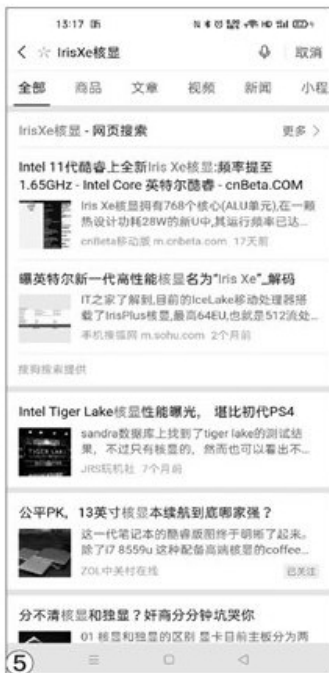 13:17
IrisXe核显
取消
全部 商品 文章 视频 新闻 小程
IrisXe核显 - 网页搜索 更多
Intel 11代酷睿上全新Iris Xe核显:频率提至
1.65GHz - Intel Core 英特尔酷睿 - cnBeta.COM
Iris Xe核显拥有768个核心(ALU单元),在一颗
热设计功耗28W的新U中,其运行频率已达...
cnBeta移动版 m.cnbeta.com 17天前
曝英特尔新一代高性能核显名为“Iris Xe”_解码
IT之家了解到,目前的IceLake移动处理器搭
载了IrisPlus核显,最高64EU,也就是512流处...
手机搜狐网 m.sohu.com 2个月前
搜狗搜索提供
Intel Tiger Lake核显性能曝光， 堪比初代PS4
sandra数据库上找到了tiger lake的测试结
果，不过只有核显的，然而也可以看出不...
JRS玩机社 7个月前
公平PK，13英寸核显本续航到底哪家强？
这一代笔记本的酷睿版图终于明晰了起来。
除了i7 8559u 这种配备高端核显的coffee...
ZOL中关村在线 已关注
分不清核显和独显？奸商分分钟坑哭你
01 核显和独显的区别 显卡目前主板分为两
⑤